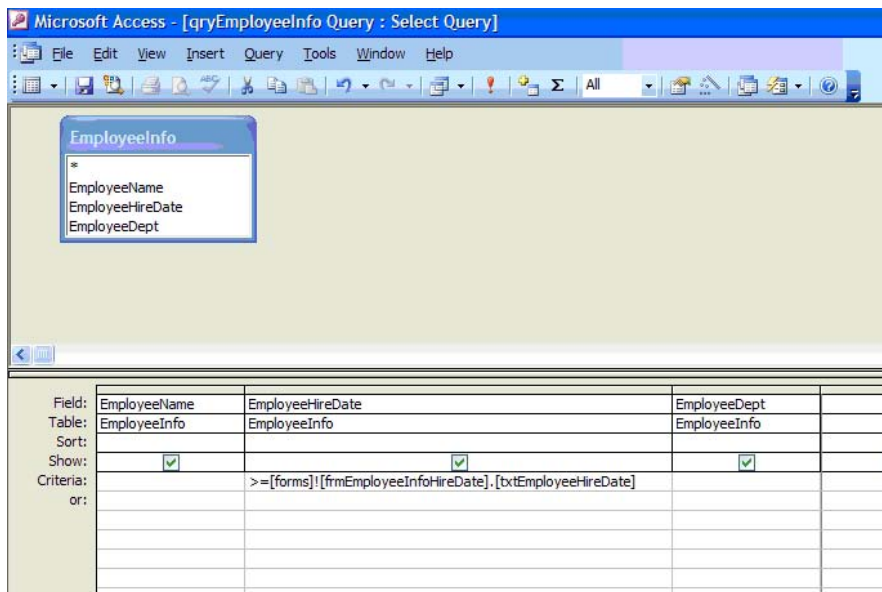 Microsoft Access - [qryEmployeeInfo Query : Select Query]
File Edit View Insert Query Tools Window Help
Σ All
EmployeeInfo
*
EmployeeName
EmployeeHireDate
EmployeeDept
Field: EmployeeName EmployeeHireDate EmployeeDept
Table: EmployeeInfo EmployeeInfo EmployeeInfo
Sort:
Show:
Criteria: >=[forms]![frmEmployeeInfoHireDate].[txtEmployeeHireDate]
or: